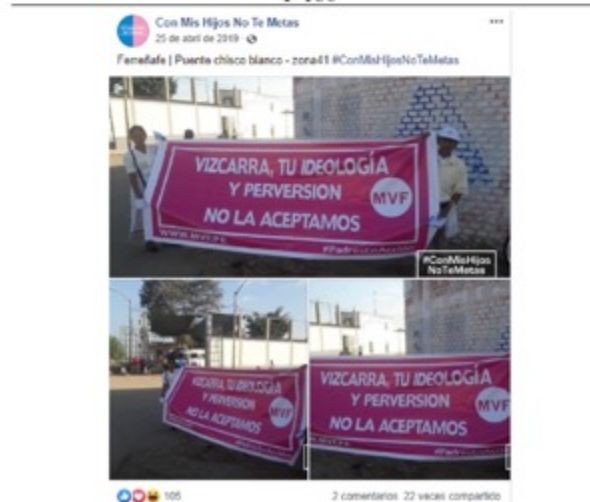 Con Mis Hijos No Te Metas
25 de abril de 2019
Ferreñafe | Puente chisco blanco - zona41 #ConMisHijosNoTeMetas
VIZCARRA, TU IDEOLOGÍA
Y PERVERSION
NO LA ACEPTAMOS
MVF
#ConMisHijos
NoTeMetas
VIZCARRA, TU IDEOLOGÍA
Y PERVERSION
NO LA ACEPTAMOS
MVF
VIZCARRA, TU IDEOLOGÍA
Y PERVERSION
NO LA ACEPTAMOS
MVF
105
2 comentarios 22 veces compartido